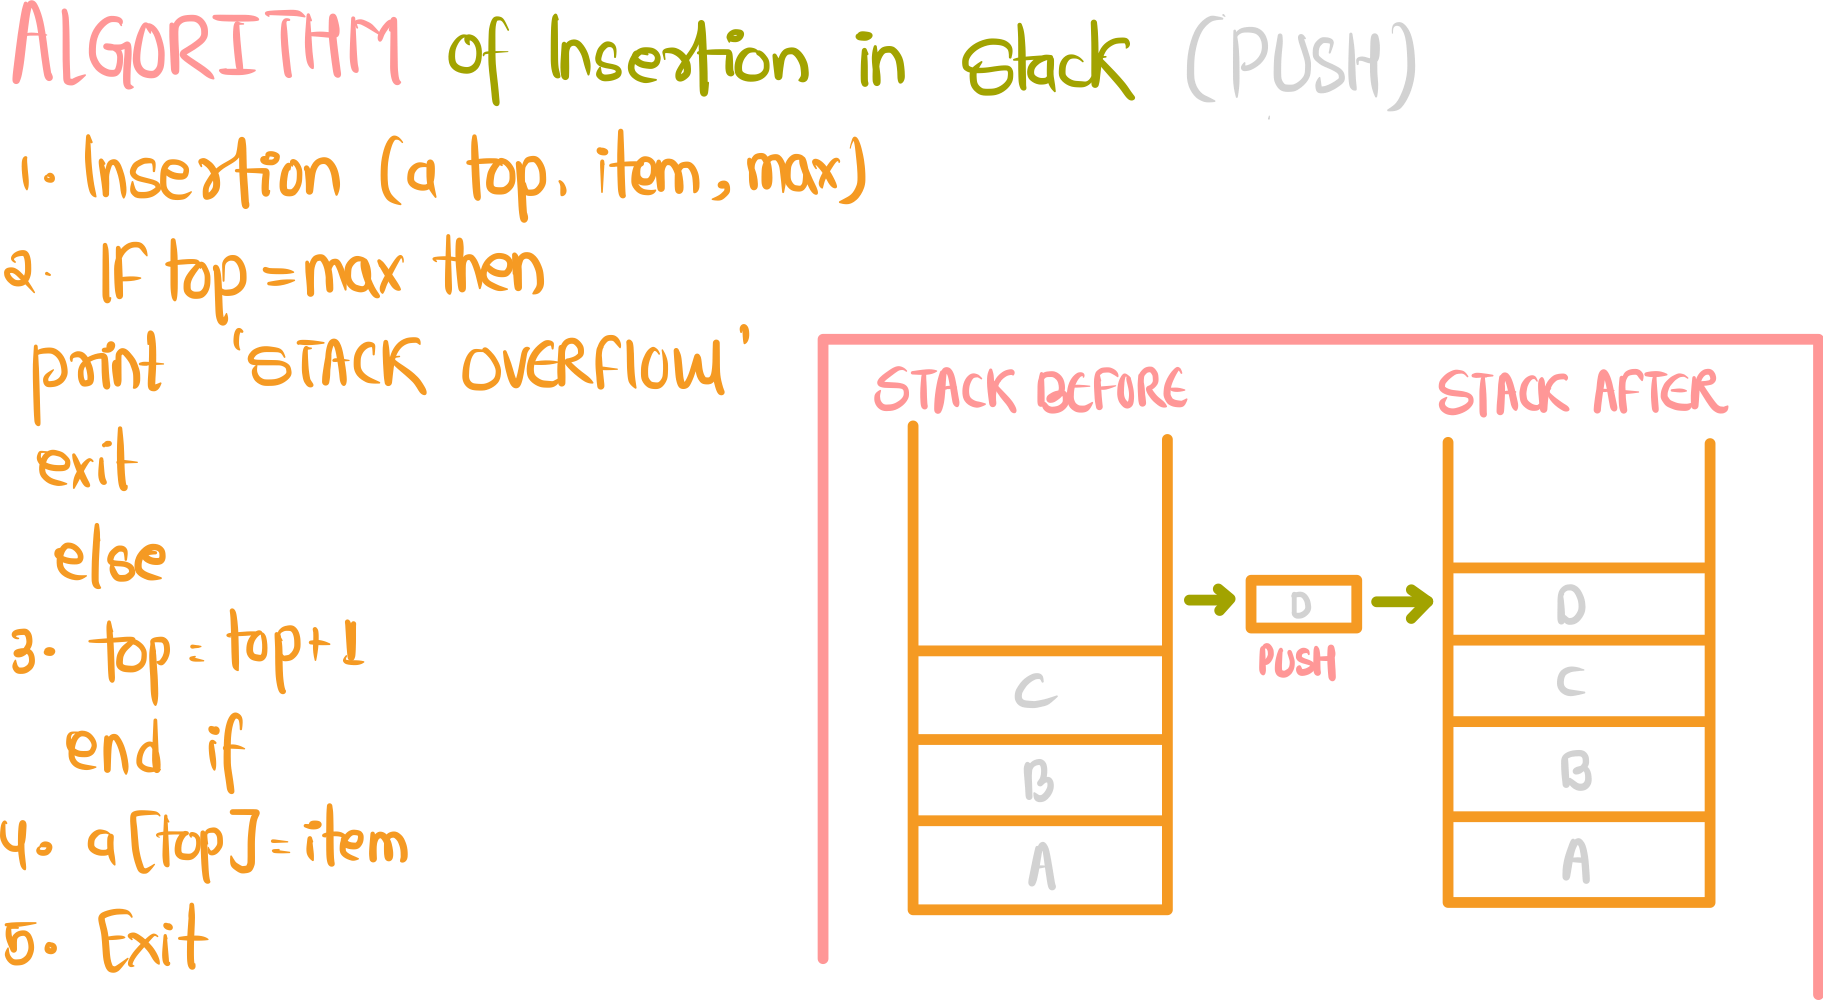 ALGORITHM of Insertion in Stack (PUSH)
1. Insertion (a top, item, max)
2. IF top = max then
print 'STACK OVERFLOW'
exit
else
3. top = top+1
end if
4. a[top] = item
5. Exit
STACK BEFORE
C
B
A
D
PUSH
STACK AFTER
D
C
B
A